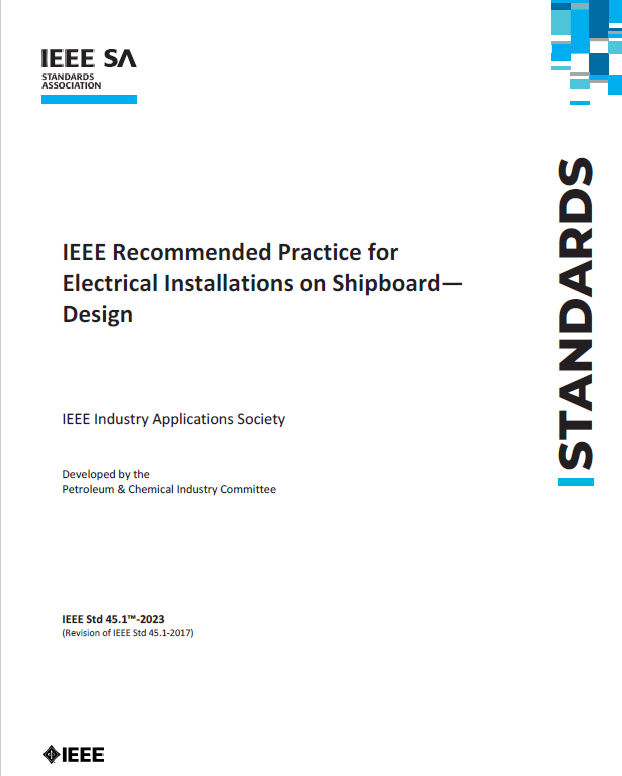 IEEE SA
STANDARDS
ASSOCIATION
STANDARDS
IEEE Recommended Practice for
Electrical Installations on Shipboard—
Design
IEEE Industry Applications Society
Developed by the
Petroleum & Chemical Industry Committee
IEEE Std 45.1™-2023
(Revision of IEEE Std 45.1-2017)
IEEE